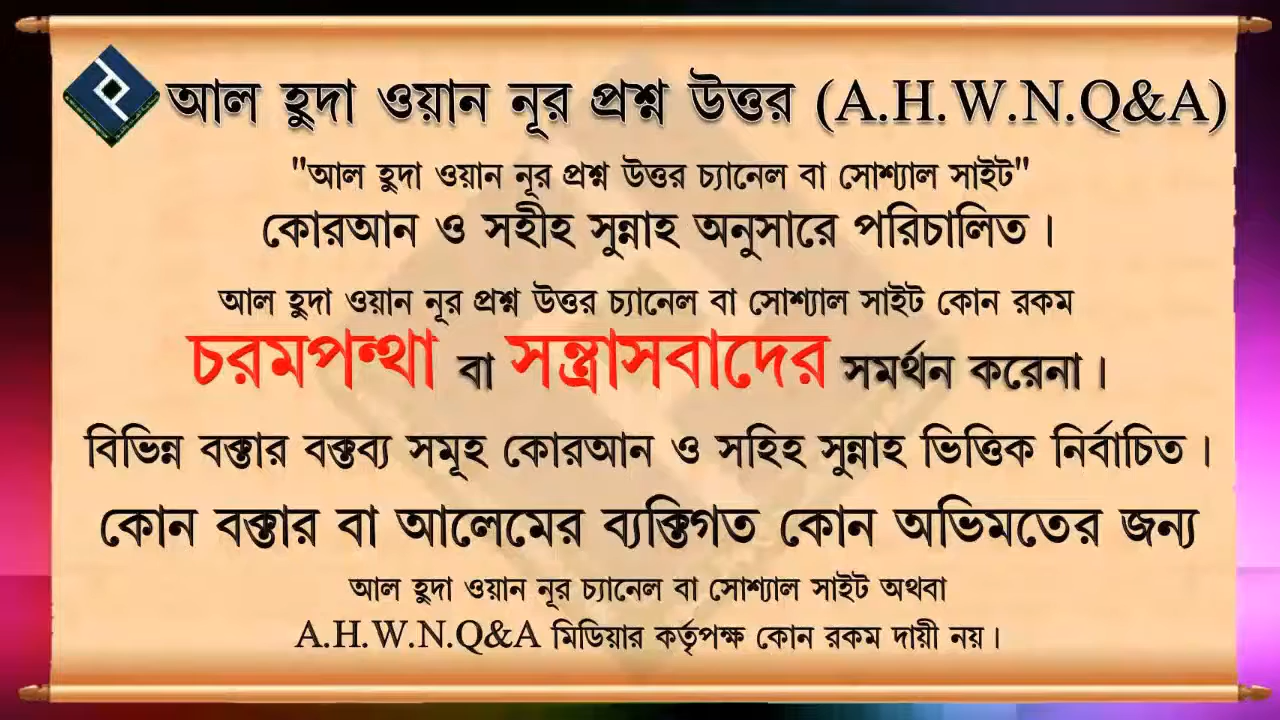 আল হুদা ওয়ান নূর প্রশ্ন উত্তর (A.H.W.N.Q&A)
"আল হুদা ওয়ান নূর প্রশ্ন উত্তর চ্যানেল বা সোশ্যাল সাইট"
কোরআন ও সহীহ সুন্নাহ অনুসারে পরিচালিত।
আল হুদা ওয়ান নূর প্রশ্ন উত্তর চ্যানেল বা সোশ্যাল সাইট কোন রকম
চরমপন্থা বা সন্ত্রাসবাদের সমর্থন করেনা।
বিভিন্ন বক্তার বক্তব্য সমূহ কোরআন ও সহিহ সুন্নাহ ভিত্তিক নির্বাচিত।
কোন বক্তার বা আলেমের ব্যক্তিগত কোন অভিমতের জন্য
আল হুদা ওয়ান নূর চ্যানেল বা সোশ্যাল সাইট অথবা
A.H.W.N.Q&A মিডিয়ার কর্তৃপক্ষ কোন রকম দায়ী নয়।